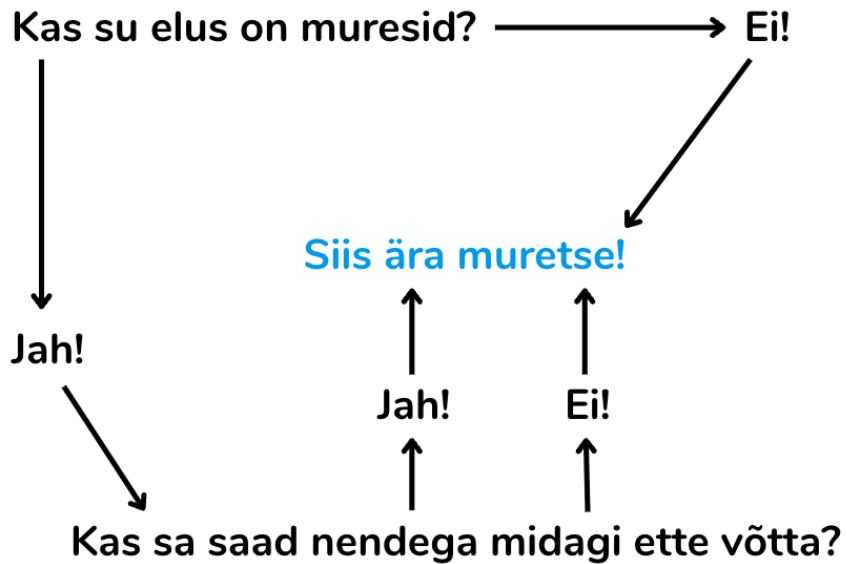 Kas su elus on muresid?
Ei!
Siis ära muretse!
Jah!
Jah!
Ei!
Kas sa saad nendega midagi ette võtta?